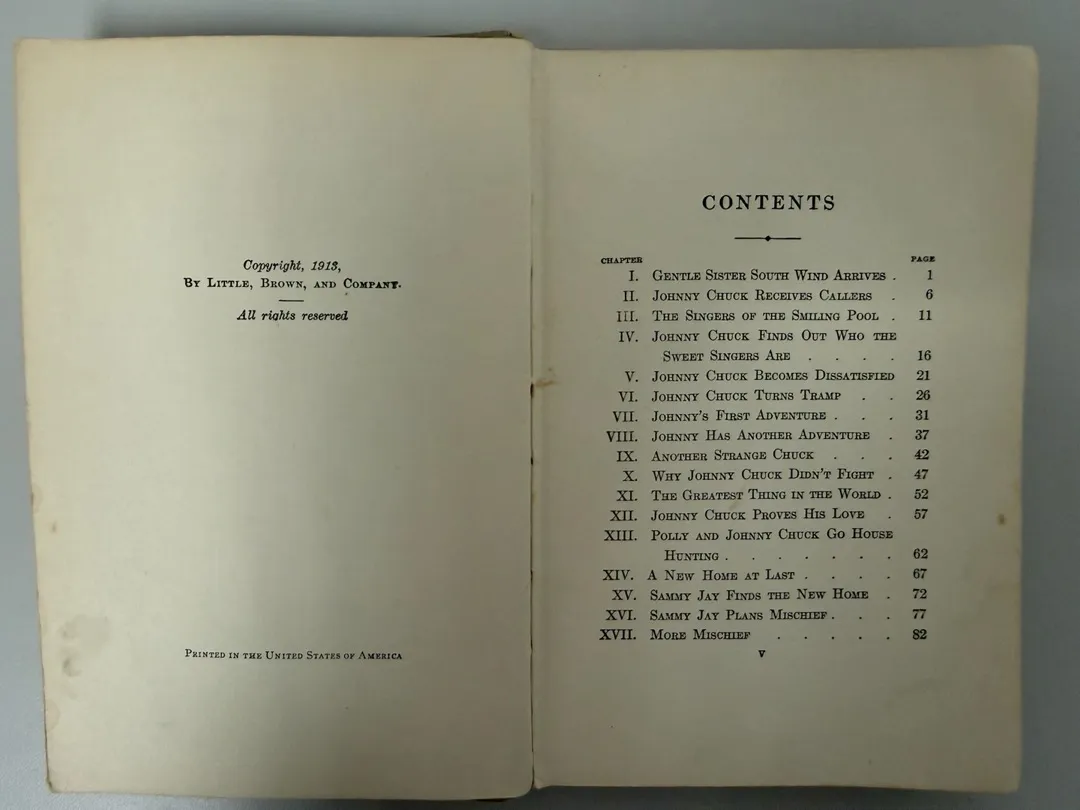 Copyright, 1913,
By Little, Brown, and Company.
All rights reserved
Printed in the United States of America
CONTENTS
CHAPTER PAGE
I. Gentle Sister South Wind Arrives . 1
II. Johnny Chuck Receives Callers . 6
III. The Singers of the Smiling Pool . 11
IV. Johnny Chuck Finds Out Who the
Sweet Singers Are . . . . 16
V. Johnny Chuck Becomes Dissatisfied 21
VI. Johnny Chuck Turns Tramp . . 26
VII. Johnny's First Adventure . . . 31
VIII. Johnny Has Another Adventure . 37
IX. Another Strange Chuck . . . 42
X. Why Johnny Chuck Didn't Fight . 47
XI. The Greatest Thing in the World . 52
XII. Johnny Chuck Proves His Love . 57
XIII. Polly and Johnny Chuck Go House
Hunting . . . . . . . 62
XIV. A New Home at Last . . . . 67
XV. Sammy Jay Finds the New Home . 72
XVI. Sammy Jay Plans Mischief . . . 77
XVII. More Mischief . . . . . 82
v